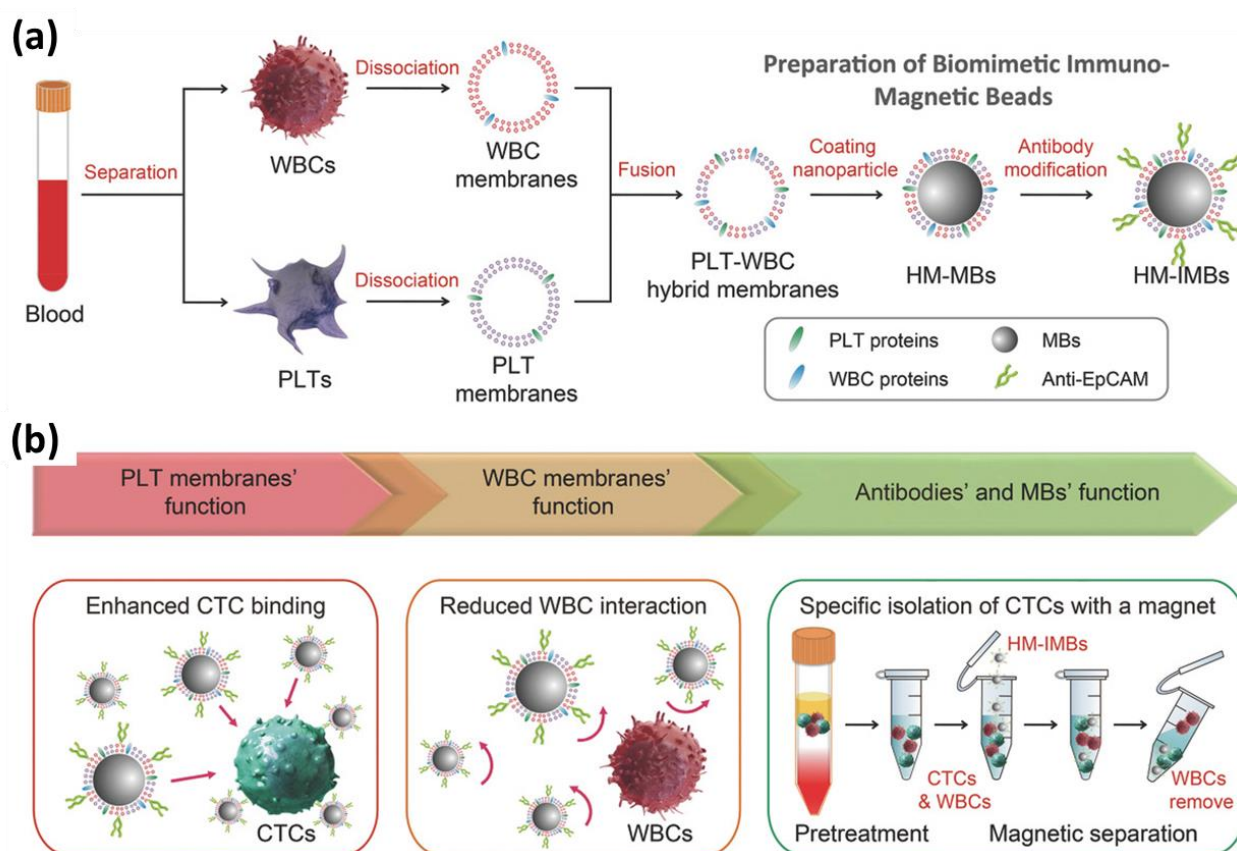 (a)
Preparation of Biomimetic Immuno-
Magnetic Beads
Blood
Separation
WBCs
Dissociation
WBC
membranes
PLTs
Dissociation
PLT
membranes
Fusion
PLT-WBC
hybrid membranes
Coating
nanoparticle
HM-MBs
Antibody
modification
HM-IMBs
PLT proteins
MBs
WBC proteins
Anti-EpCAM
(b)
PLT membranes'
function
WBC membranes'
function
Antibodies' and MBs' function
Enhanced CTC binding
CTCs
Reduced WBC interaction
WBCs
Specific isolation of CTCs with a magnet
HM-IMBs
CTCs
& WBCs
WBCs
remove
Pretreatment
Magnetic separation